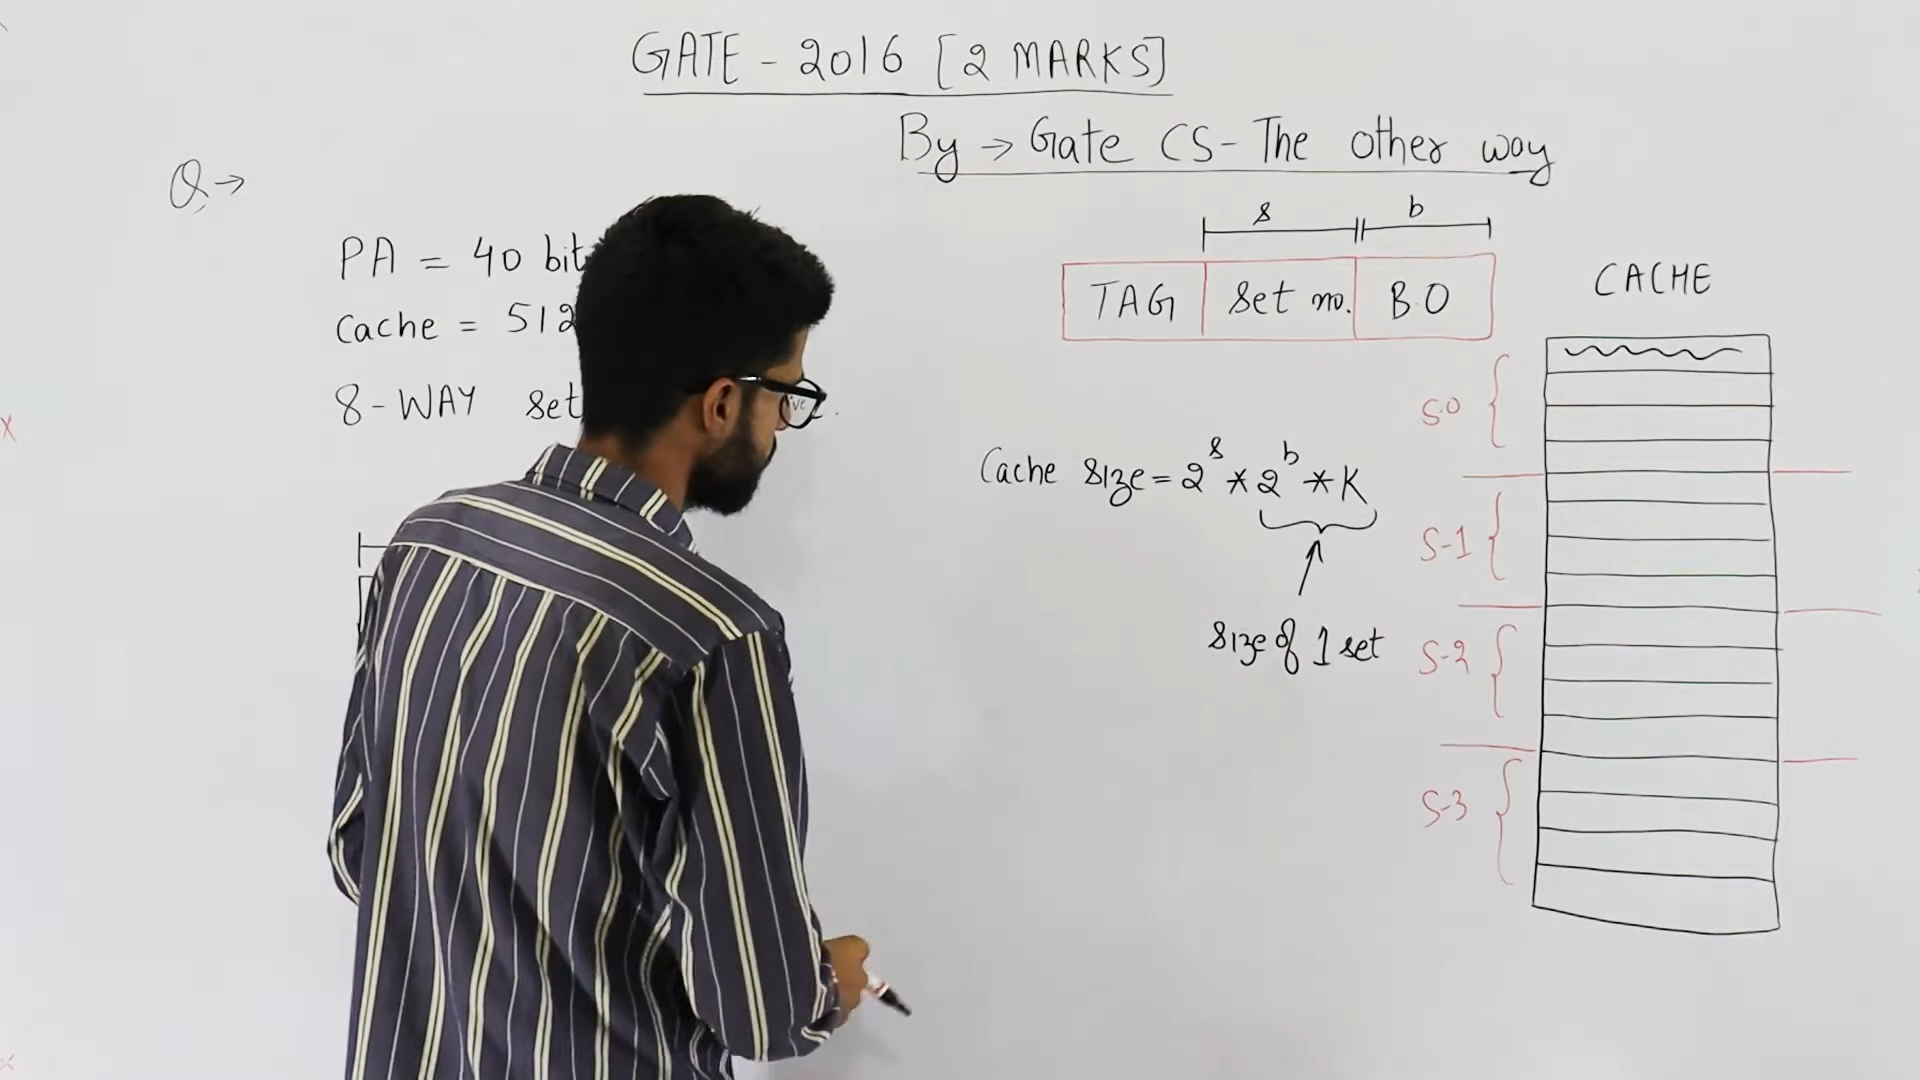 GATE - 2016 [2 MARKS]
By → Gate CS - The other way
Q →
PA = 40 bit
Cache = 512
8-WAY set
s b
TAG Set no. B.O
CACHE
Cache size = 2^s * 2^b * K
size of 1 set
S-0
S-1
S-2
S-3